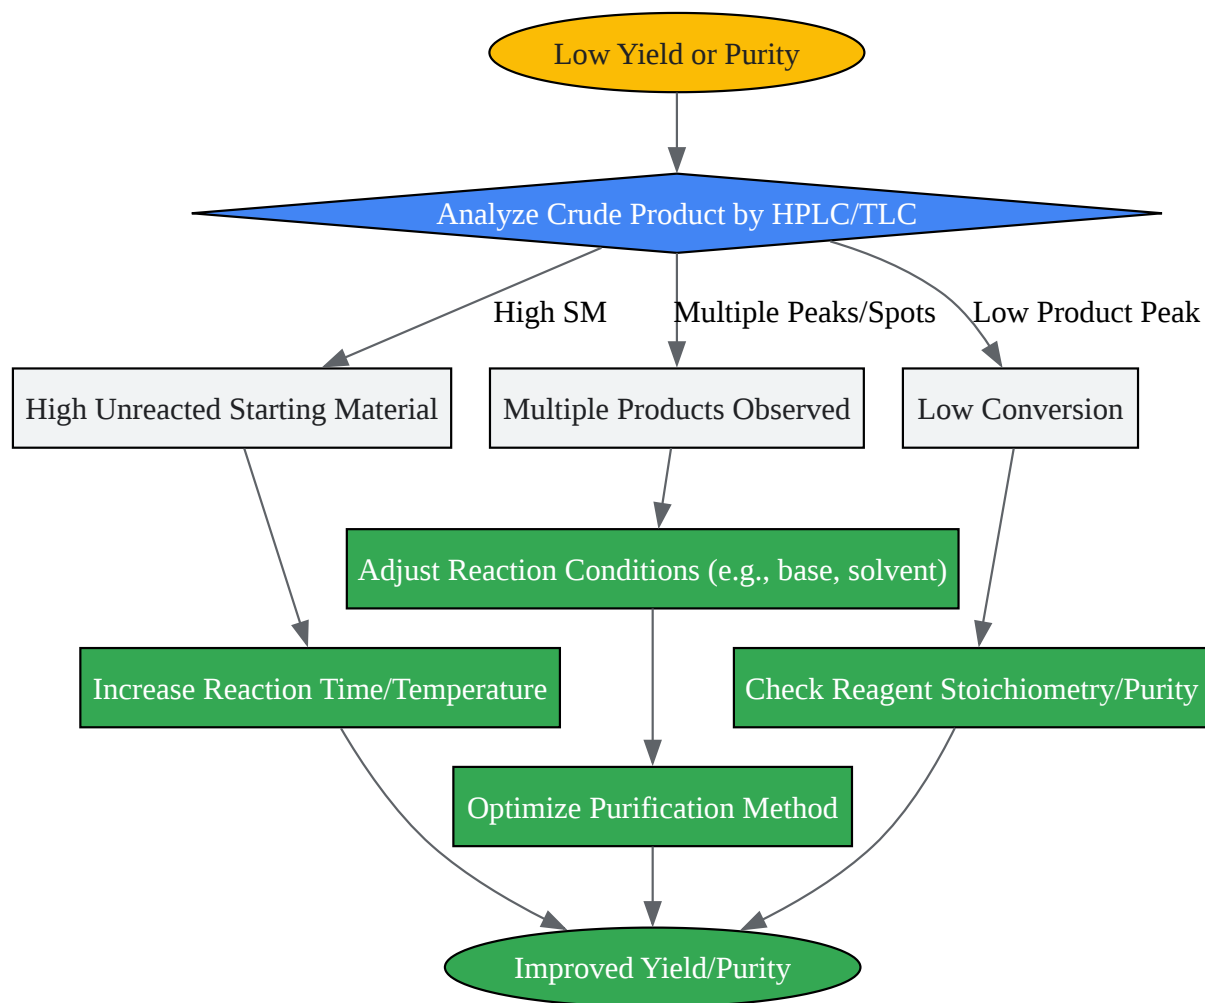 Low Yield or Purity
Analyze Crude Product by HPLC/TLC
High SM
Multiple Peaks/Spots
Low Product Peak
High Unreacted Starting Material
Multiple Products Observed
Low Conversion
Adjust Reaction Conditions (e.g., base, solvent)
Increase Reaction Time/Temperature
Check Reagent Stoichiometry/Purity
Optimize Purification Method
Improved Yield/Purity